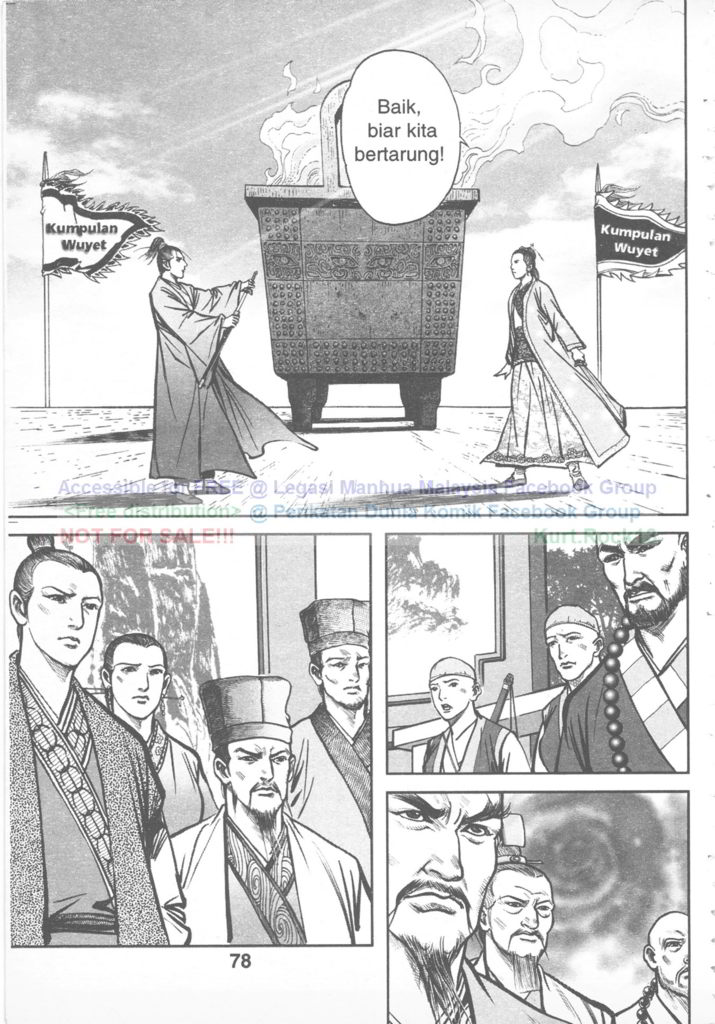 Baik,
biar kita
bertarung!
Kumpulan
Wuyet
Kumpulan
Wuyet
Accessible for FREE @ Legasi Manhua Malaysia Facebook Group
<Free distribution> @ Perikatan Dunia Komik Facebook Group
NOT FOR SALE!!! Kurt.Rock12
78